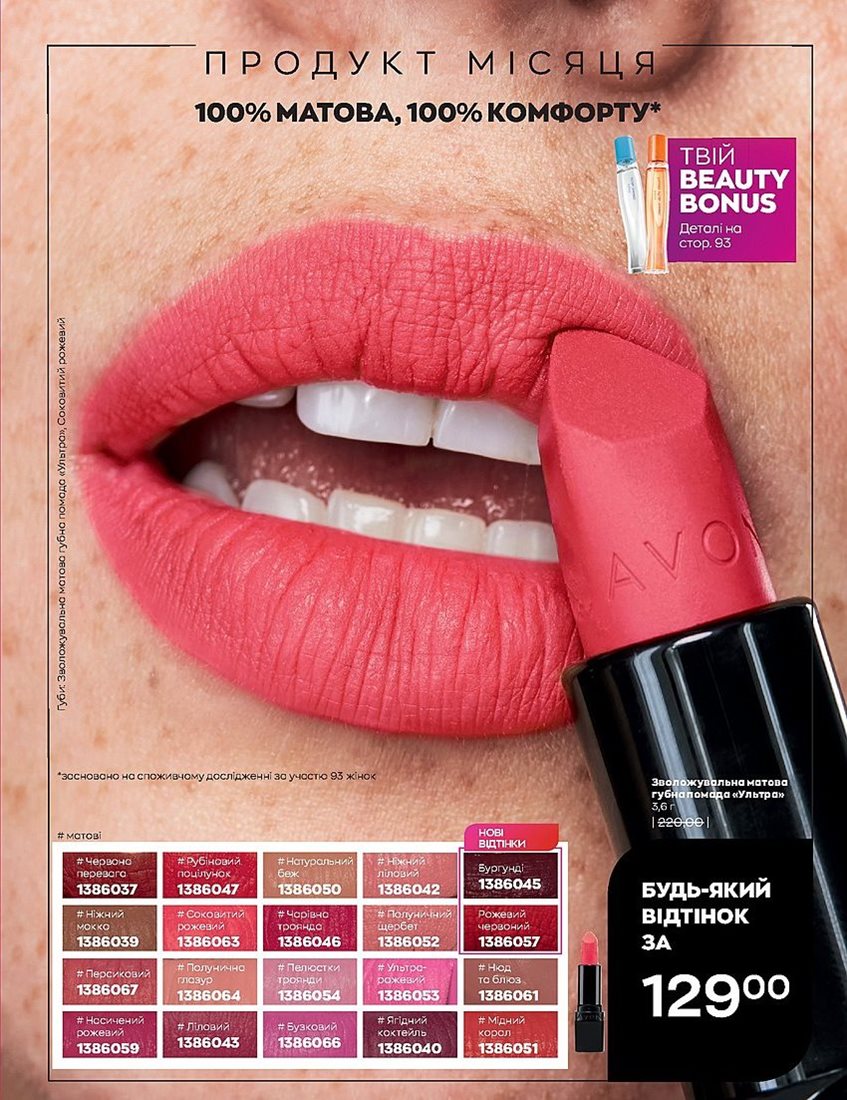 ПРОДУКТ МІСЯЦЯ
100% МАТОВА, 100% КОМФОРТУ*
ТВІЙ
BEAUTY
BONUS
Деталі на
стор. 93
Губи: Зволожувальна матова губна помада «Ультра», Соковитий рожевий
AVON
*засновано на споживчому дослідженні за участю 93 жінок
Зволожувальна матова
губна помада «Ультра»
3,6 г
| 220,00 |
# матові
НОВІ
ВІДТІНКИ
# Червона
перевага
1386037
# Рубіновий
поцілунок
1386047
# Натуральний
беж
1386050
# Ніжний
ліловий
1386042
Бургунді
1386045
# Ніжний
мокко
1386039
# Соковитий
рожевий
1386063
# Чарівна
троянда
1386046
# Полуничний
щербет
1386052
Рожевий
червоний
1386057
# Персиковий
1386067
# Полунична
глазур
1386064
# Пелюстки
троянди
1386054
# Ультра-
рожевий
1386053
# Нюд
та блюз
1386061
# Насичений
рожевий
1386059
# Ліловий
1386043
# Бузковий
1386066
# Ягідний
коктейль
1386040
# Мідний
корал
1386051
БУДЬ-ЯКИЙ
ВІДТІНОК
ЗА
129⁰⁰
AVON